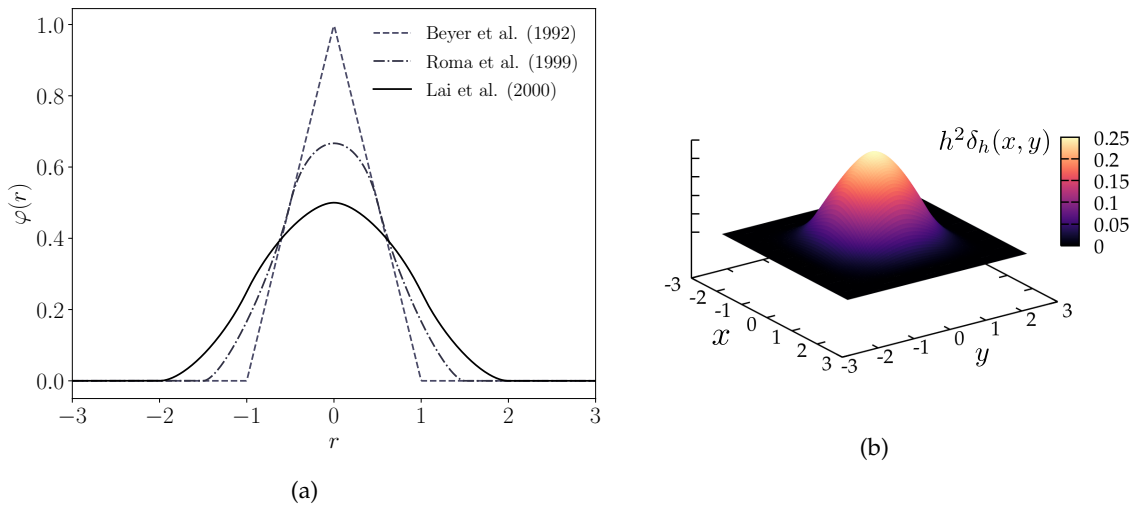 1.0
0.8
0.6
0.4
0.2
0.0
φ(r)
−3 −2 −1 0 1 2 3
r
Beyer et al. (1992)
Roma et al. (1999)
Lai et al. (2000)
(a)
h²δₕ(x, y)
0.25
0.2
0.15
0.1
0.05
0
-3 -2 -1 0 1 2 3
x
-3 -2 -1 0 1 2 3
y
(b)